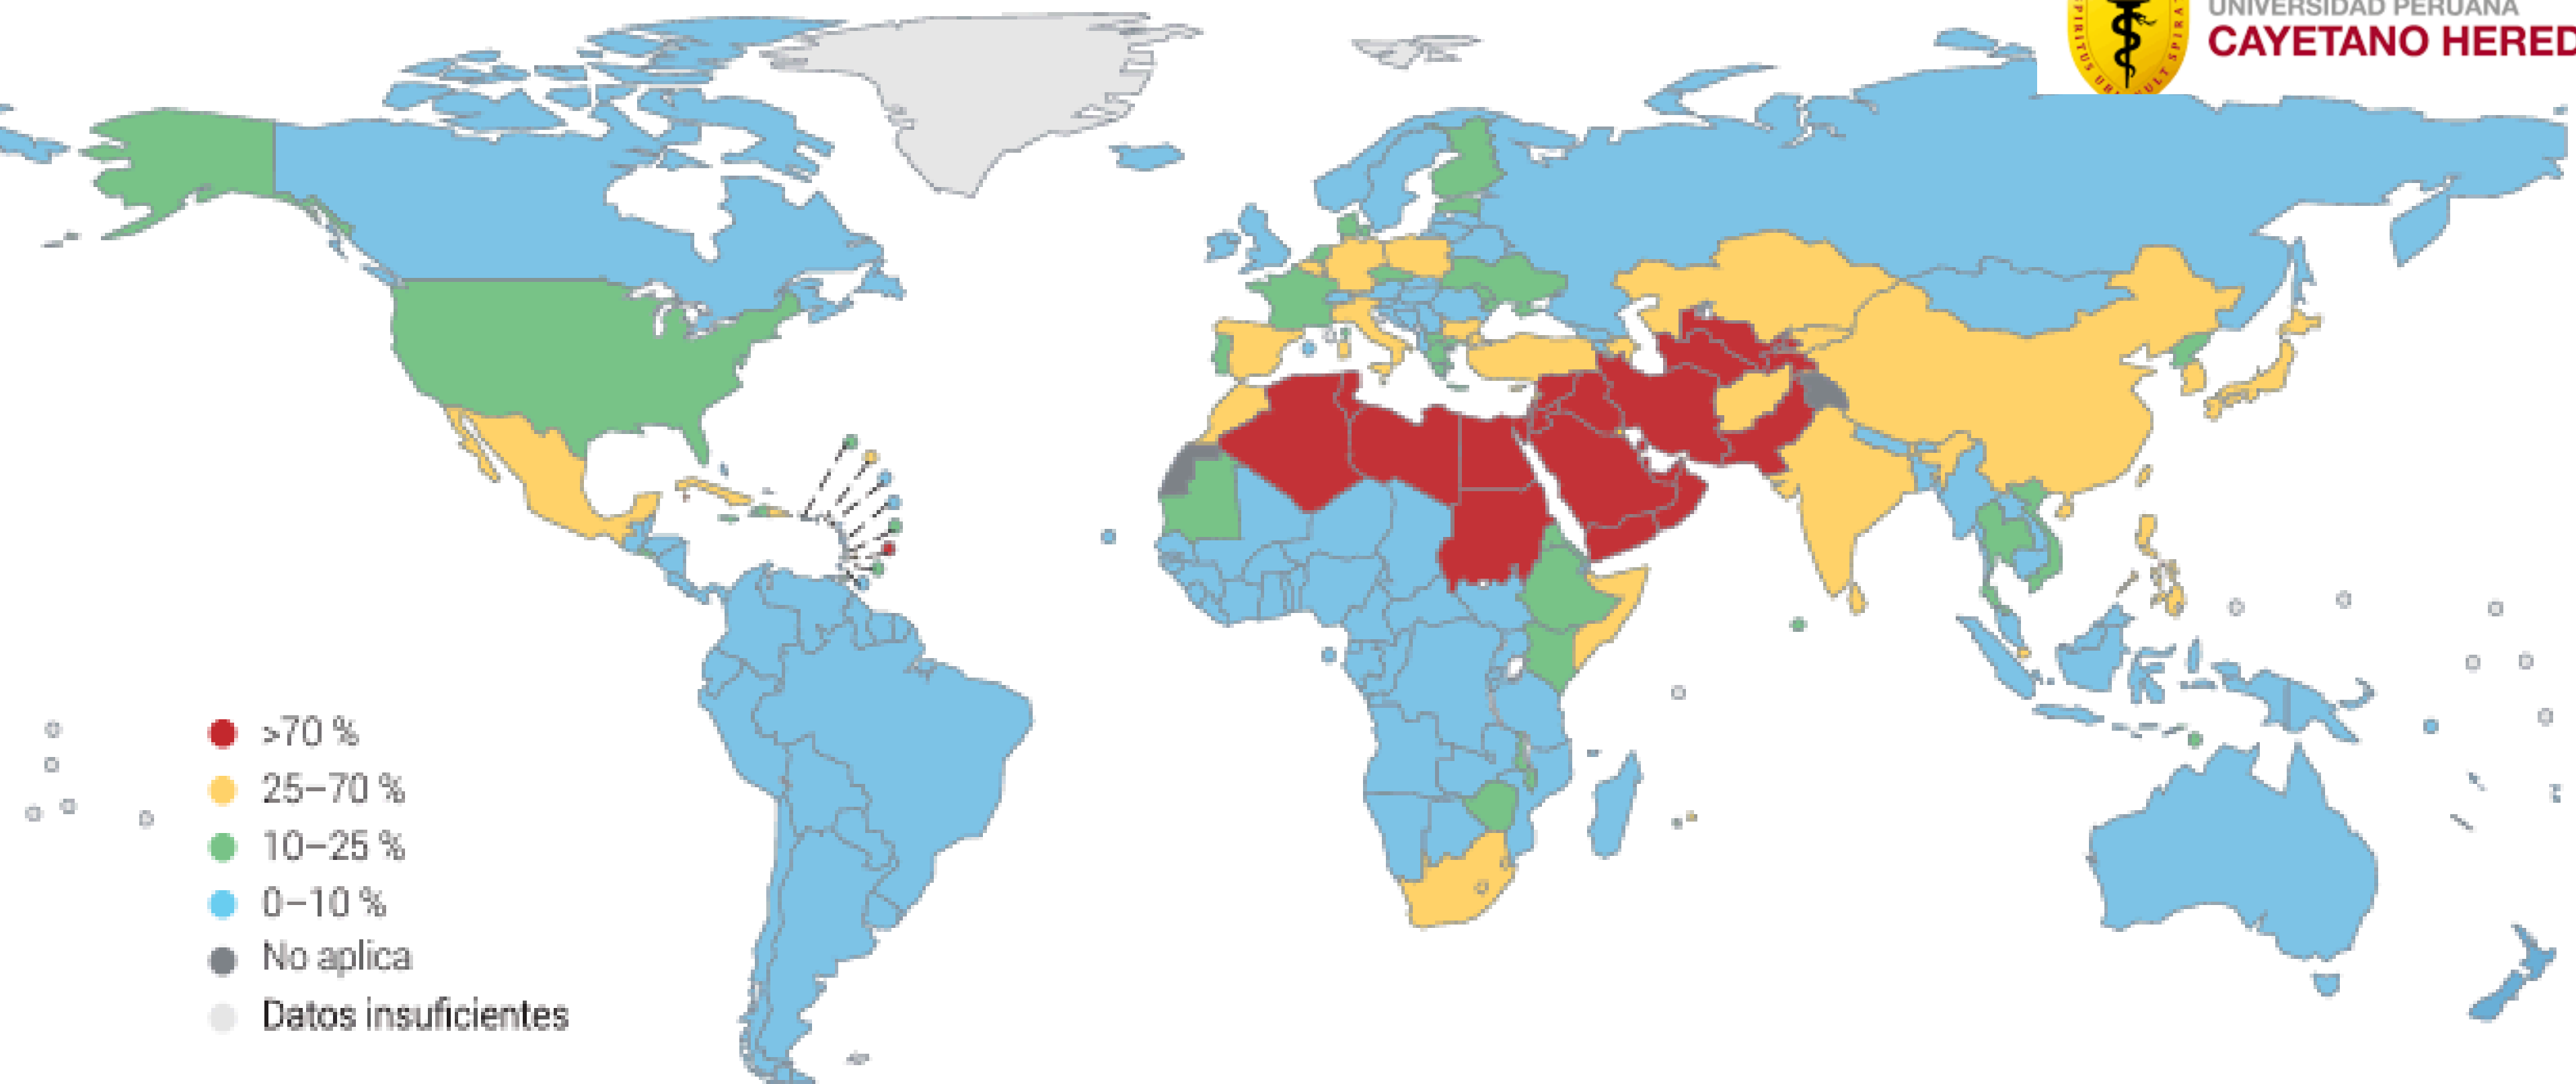 UNIVERSIDAD PERUANA
CAYETANO HERED
>70 %
25–70 %
10–25 %
0–10 %
No aplica
Datos insuficientes